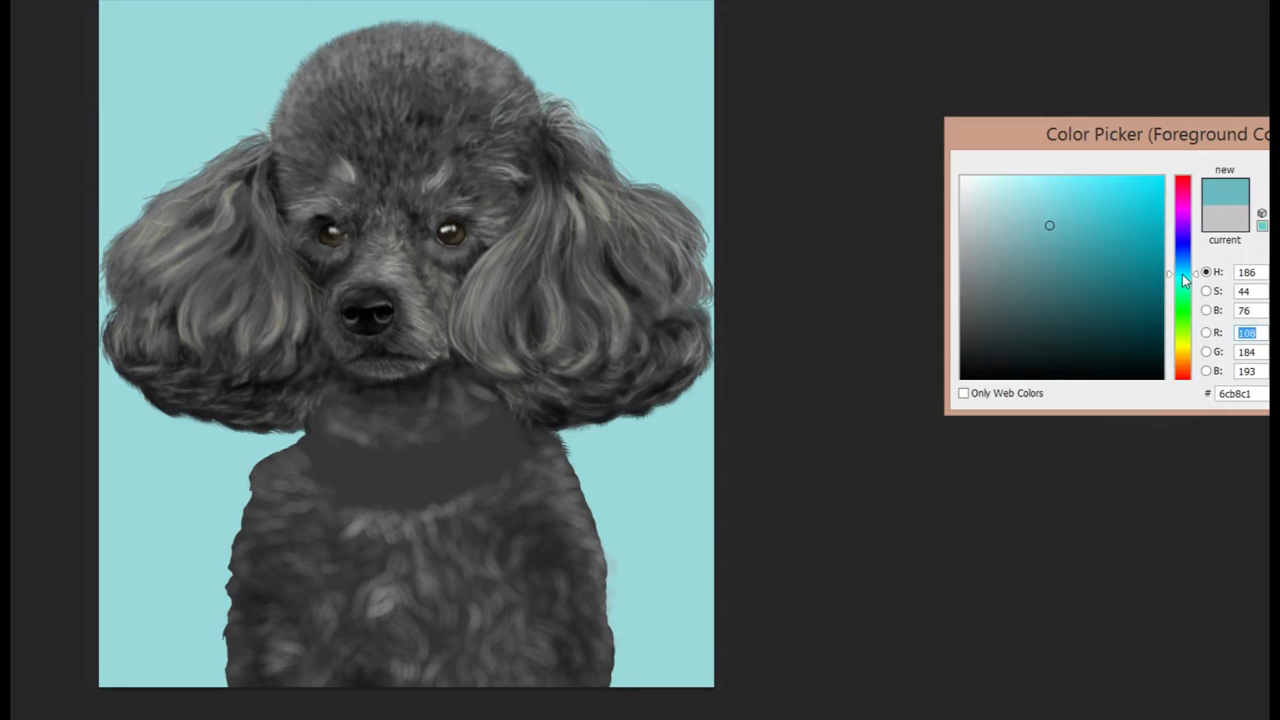 Color Picker (Foreground Co
new
current
H: 186
S: 44
B: 76
R: 108
G: 184
B: 193
Only Web Colors
# 6cb8c1